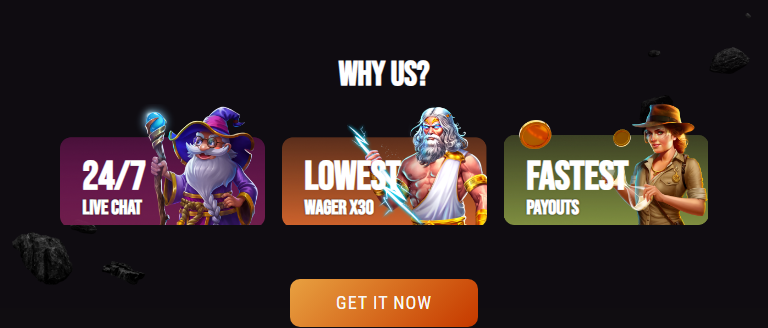 WHY US?
24/7
LIVE CHAT
LOWEST
WAGER X30
FASTEST
PAYOUTS
GET IT NOW